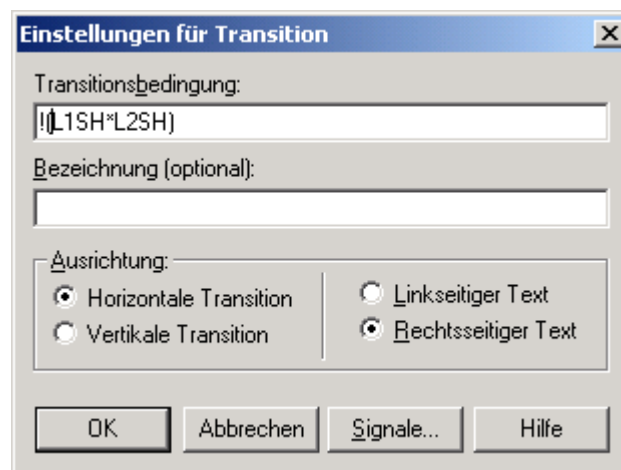 Einstellungen für Transition
Transitionsbedingung:
!(L1SH*L2SH)
Bezeichnung (optional):
Ausrichtung:
Horizontale Transition
Linkseitiger Text
Vertikale Transition
Rechtsseitiger Text
OK Abbrechen Signale... Hilfe